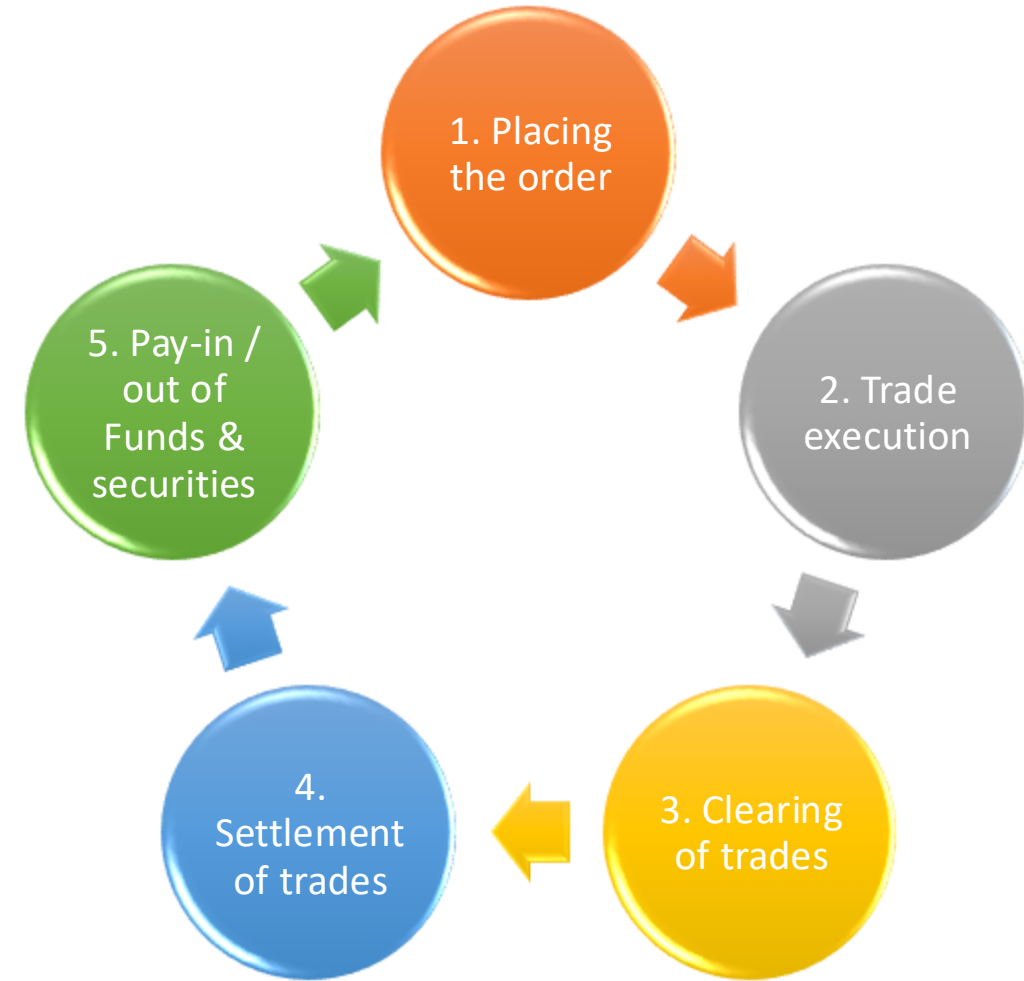 1. Placing
the order
2. Trade
execution
3. Clearing
of trades
4.
Settlement
of trades
5. Pay-in /
out of
Funds &
securities